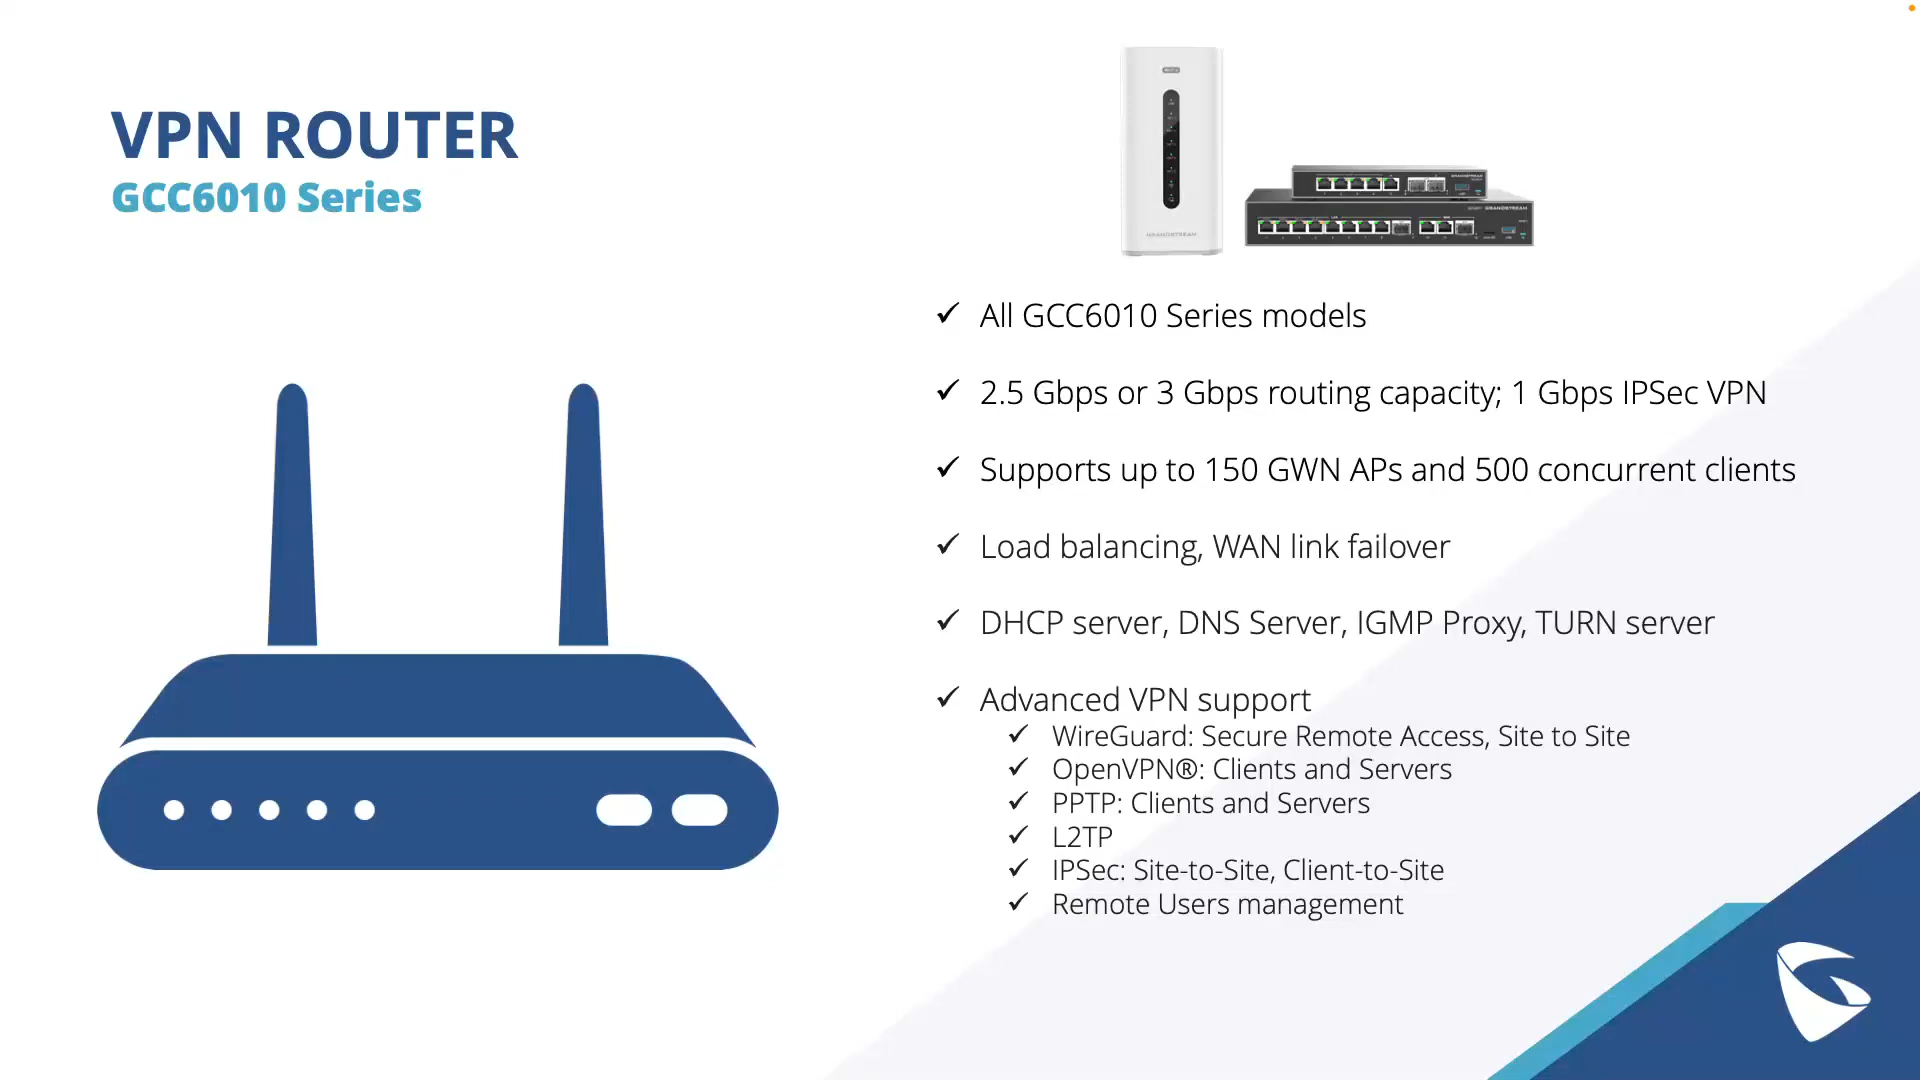 VPN ROUTER
GCC6010 Series
GRANDSTREAM
GRANDSTREAM
GRANDSTREAM
All GCC6010 Series models
2.5 Gbps or 3 Gbps routing capacity; 1 Gbps IPSec VPN
Supports up to 150 GWN APs and 500 concurrent clients
Load balancing, WAN link failover
DHCP server, DNS Server, IGMP Proxy, TURN server
Advanced VPN support
WireGuard: Secure Remote Access, Site to Site
OpenVPN®: Clients and Servers
PPTP: Clients and Servers
L2TP
IPSec: Site-to-Site, Client-to-Site
Remote Users management